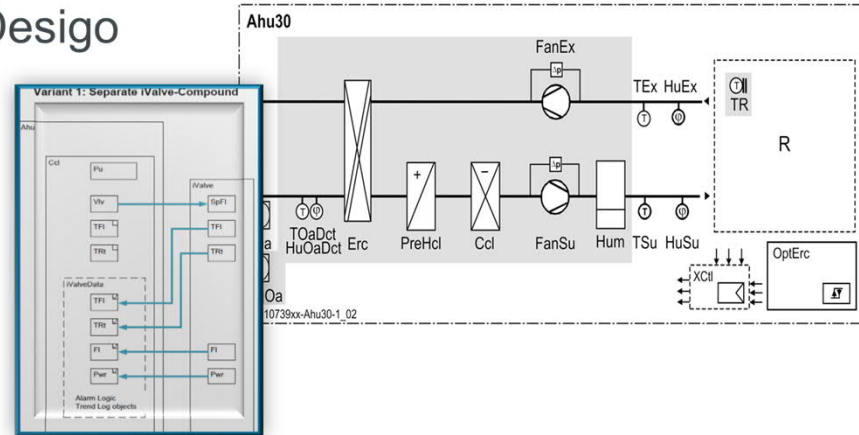 Desigo
Ahu30
FanEx
Δp
TEx HuEx
T
φ
T
TR
R
+
−
Δp
T φ
T
φ
TOaDct
HuOaDct
Erc
PreHcl
Ccl
FanSu
Hum
TSu
HuSu
a
Oa
XCtl
OptErc
10739xx-Ahu30-1_02
Variant 1: Separate iValve-Compound
Ahu
Ccl
Pu
iValve
Vlv
SpFl
TFl
TFl
TRt
TRt
iValveData
TFl
TRt
Fl
Fl
Pwr
Pwr
Alarm Logic
Trend Log objects